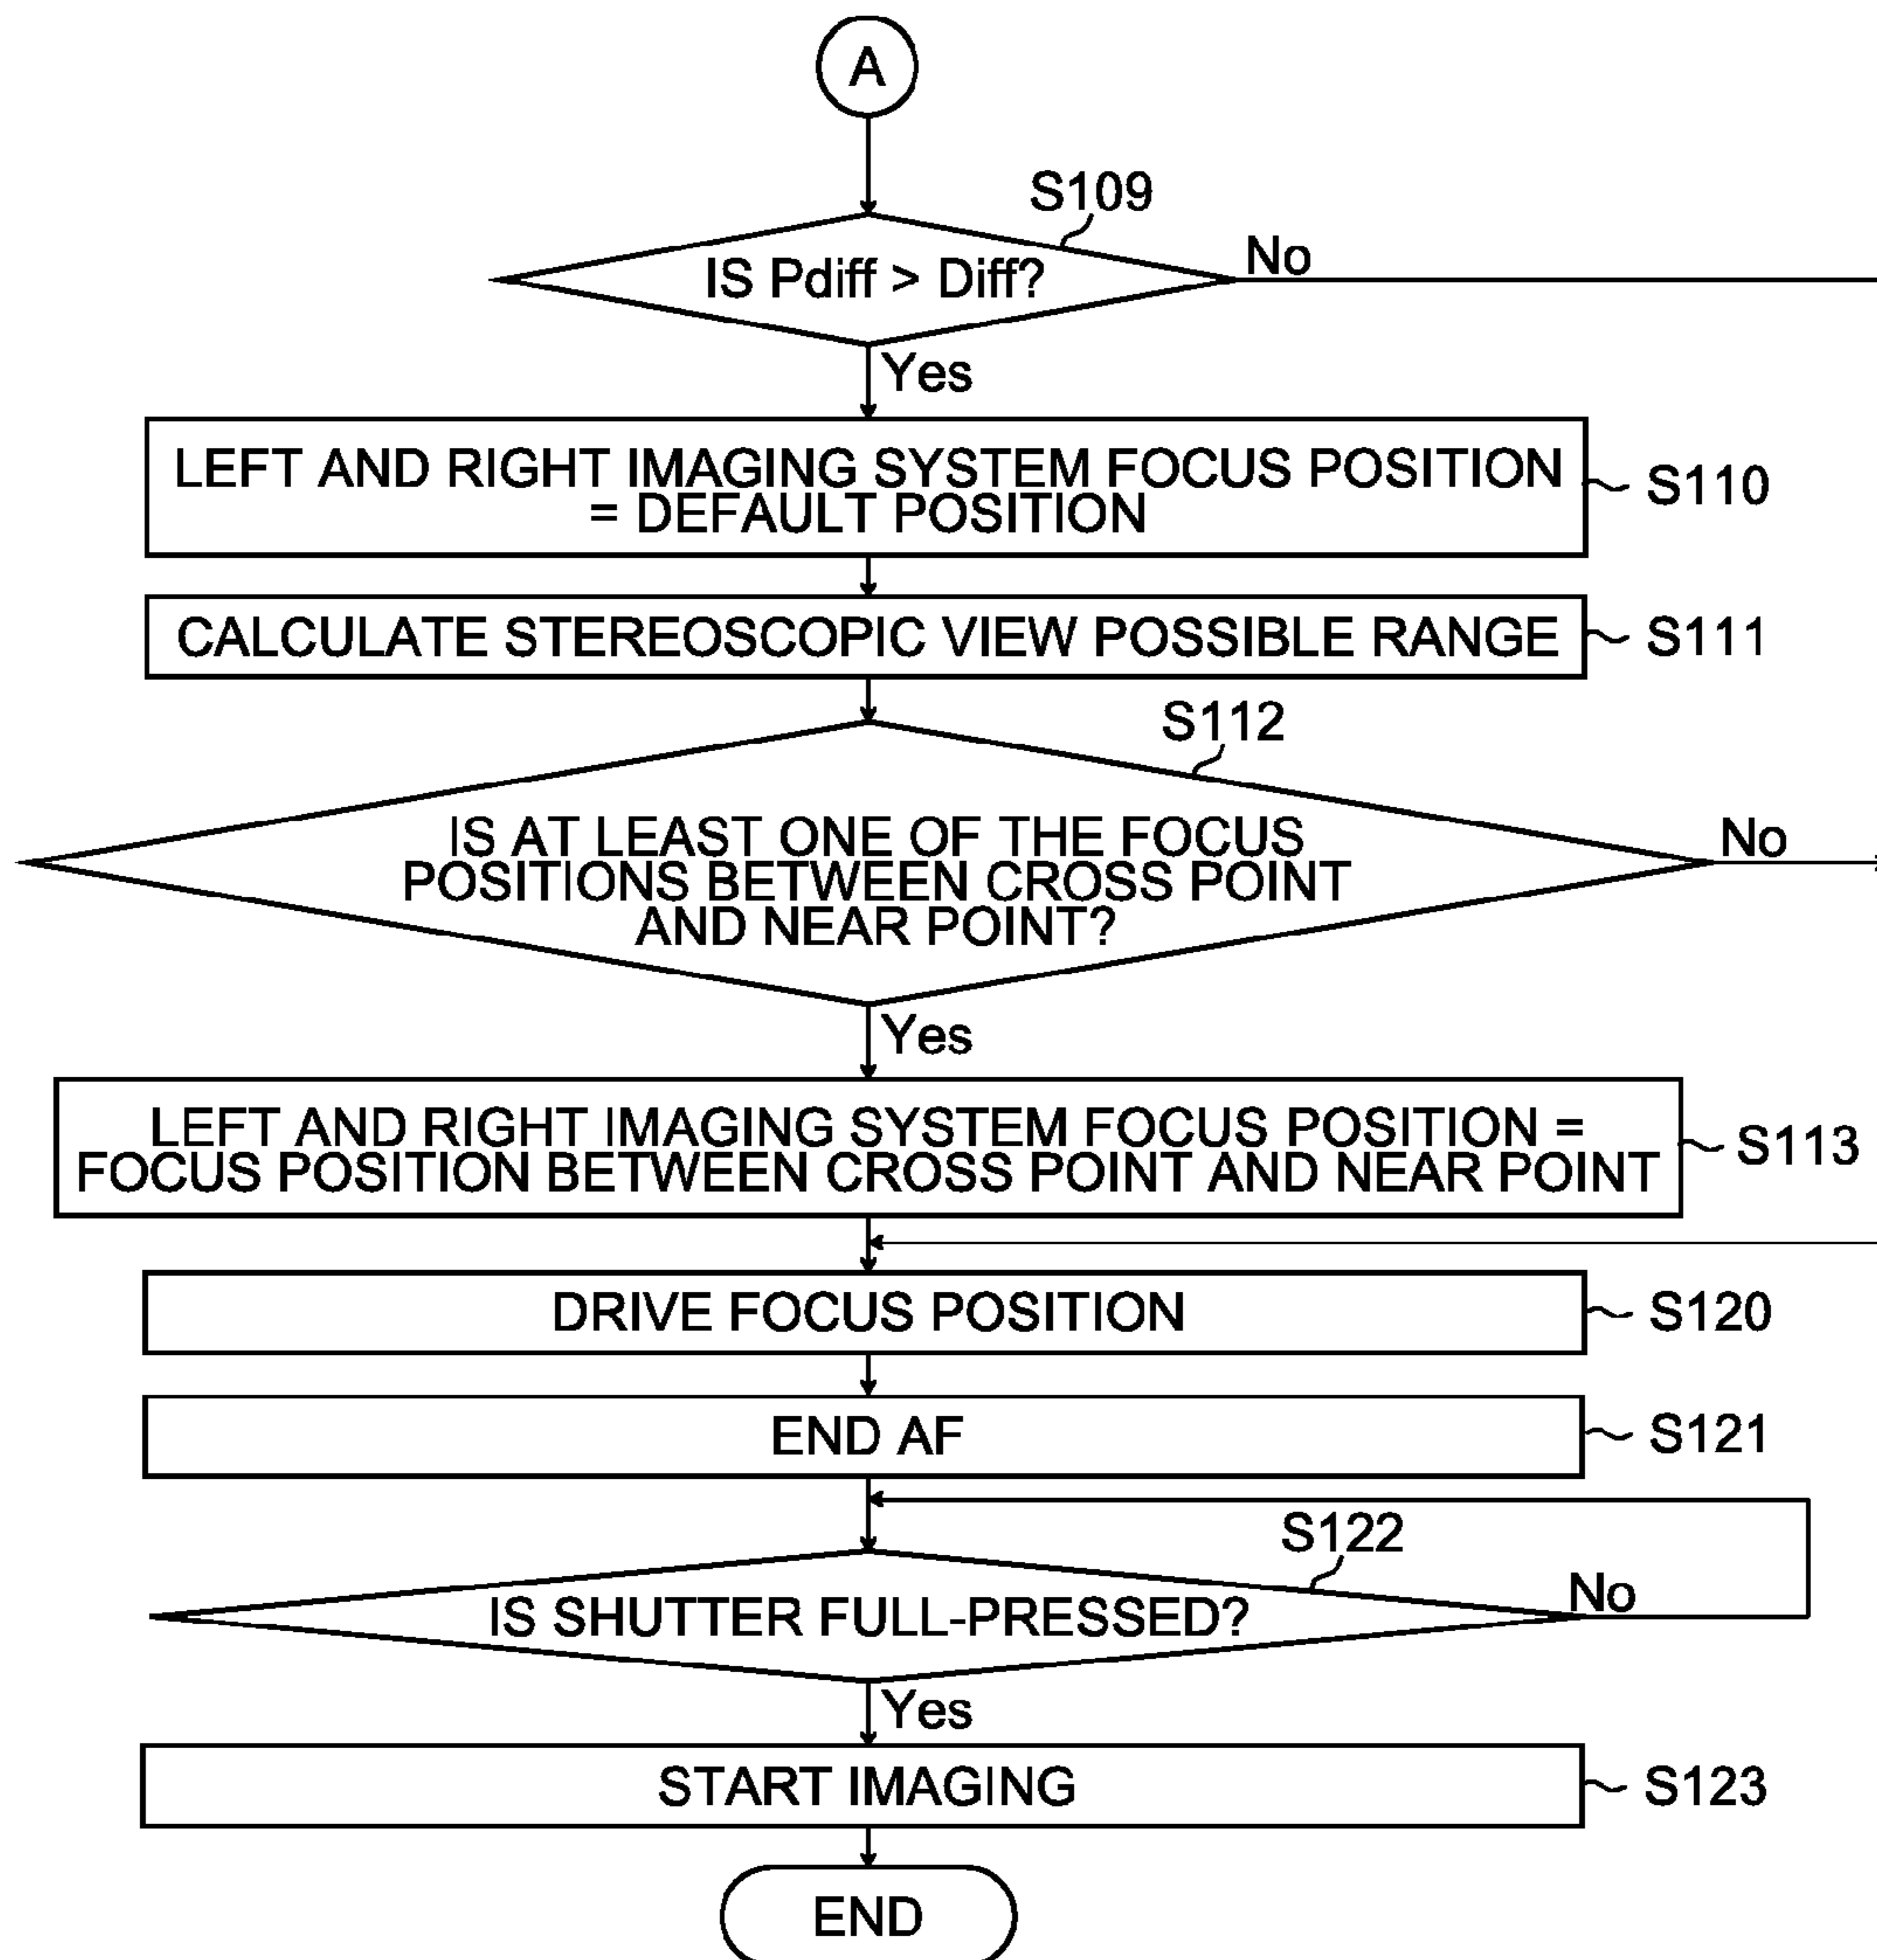 A
S109
IS Pdiff > Diff?
No
Yes
LEFT AND RIGHT IMAGING SYSTEM FOCUS POSITION
= DEFAULT POSITION
S110
CALCULATE STEREOSCOPIC VIEW POSSIBLE RANGE
S111
S112
IS AT LEAST ONE OF THE FOCUS
POSITIONS BETWEEN CROSS POINT
AND NEAR POINT?
No
Yes
LEFT AND RIGHT IMAGING SYSTEM FOCUS POSITION =
FOCUS POSITION BETWEEN CROSS POINT AND NEAR POINT
S113
DRIVE FOCUS POSITION
S120
END AF
S121
S122
IS SHUTTER FULL-PRESSED?
No
Yes
START IMAGING
S123
END